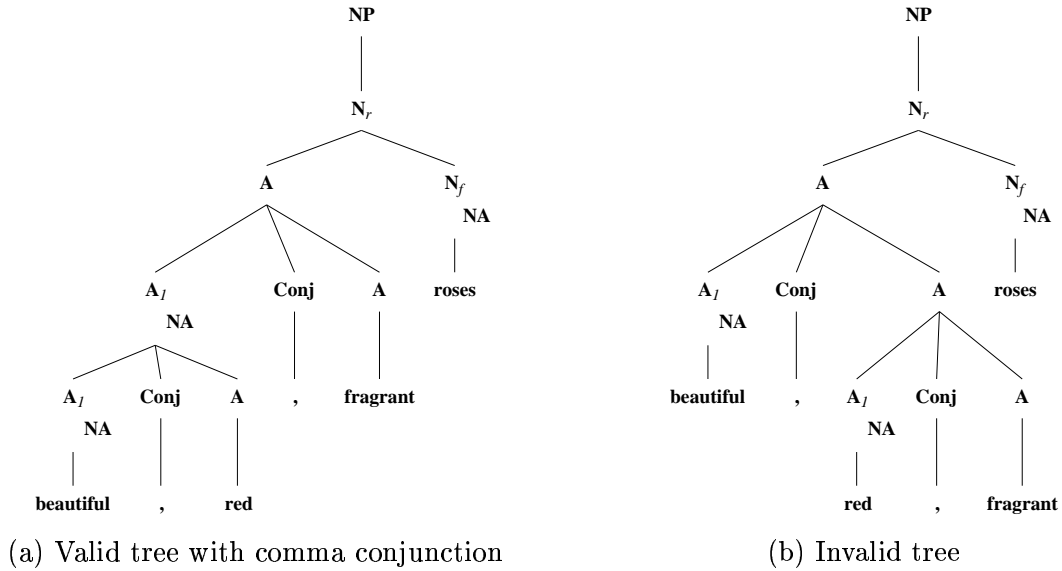 NP NP
N_r N_r
A N_f A N_f
NA NA
A_1 Conj A roses A_1 Conj A roses
NA NA
A_1 Conj A , fragrant beautiful , A_1 Conj A
NA NA
beautiful , red red , fragrant
(a) Valid tree with comma conjunction (b) Invalid tree